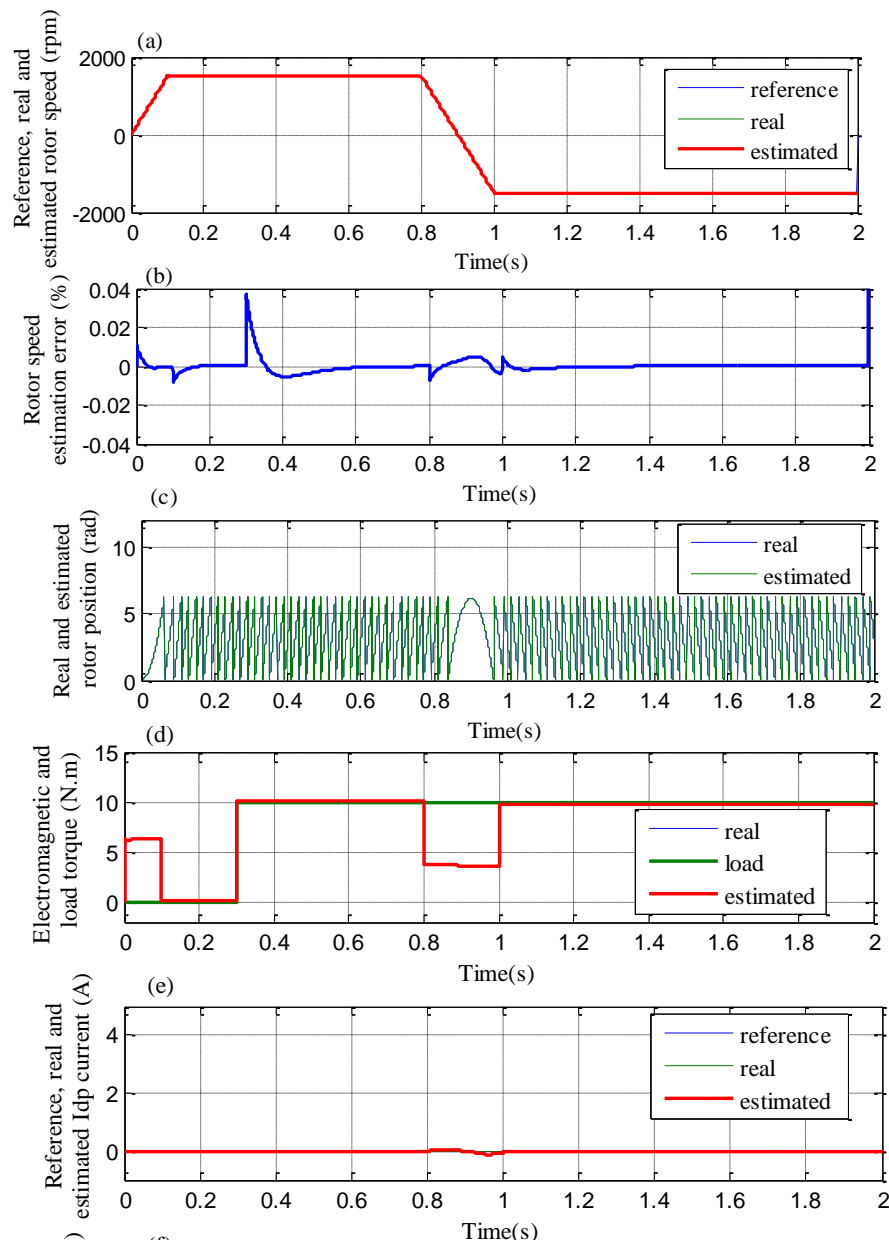 (a)
Reference, real and
estimated rotor speed (rpm)
2000
0
-2000
reference
real
estimated
0 0.2 0.4 0.6 0.8 1 1.2 1.4 1.6 1.8 2
Time(s)
(b)
Rotor speed
estimation error (%)
0.04
0.02
0
-0.02
-0.04
0 0.2 0.4 0.6 0.8 1 1.2 1.4 1.6 1.8 2
Time(s)
(c)
Real and estimated
rotor position (rad)
10
5
0
real
estimated
0 0.2 0.4 0.6 0.8 1 1.2 1.4 1.6 1.8 2
Time(s)
(d)
Electromagnetic and
load torque (N.m)
15
10
5
0
real
load
estimated
0 0.2 0.4 0.6 0.8 1 1.2 1.4 1.6 1.8 2
Time(s)
(e)
Reference, real and
estimated Idp current (A)
4
2
0
reference
real
estimated
0 0.2 0.4 0.6 0.8 1 1.2 1.4 1.6 1.8 2
Time(s)
(f)
)